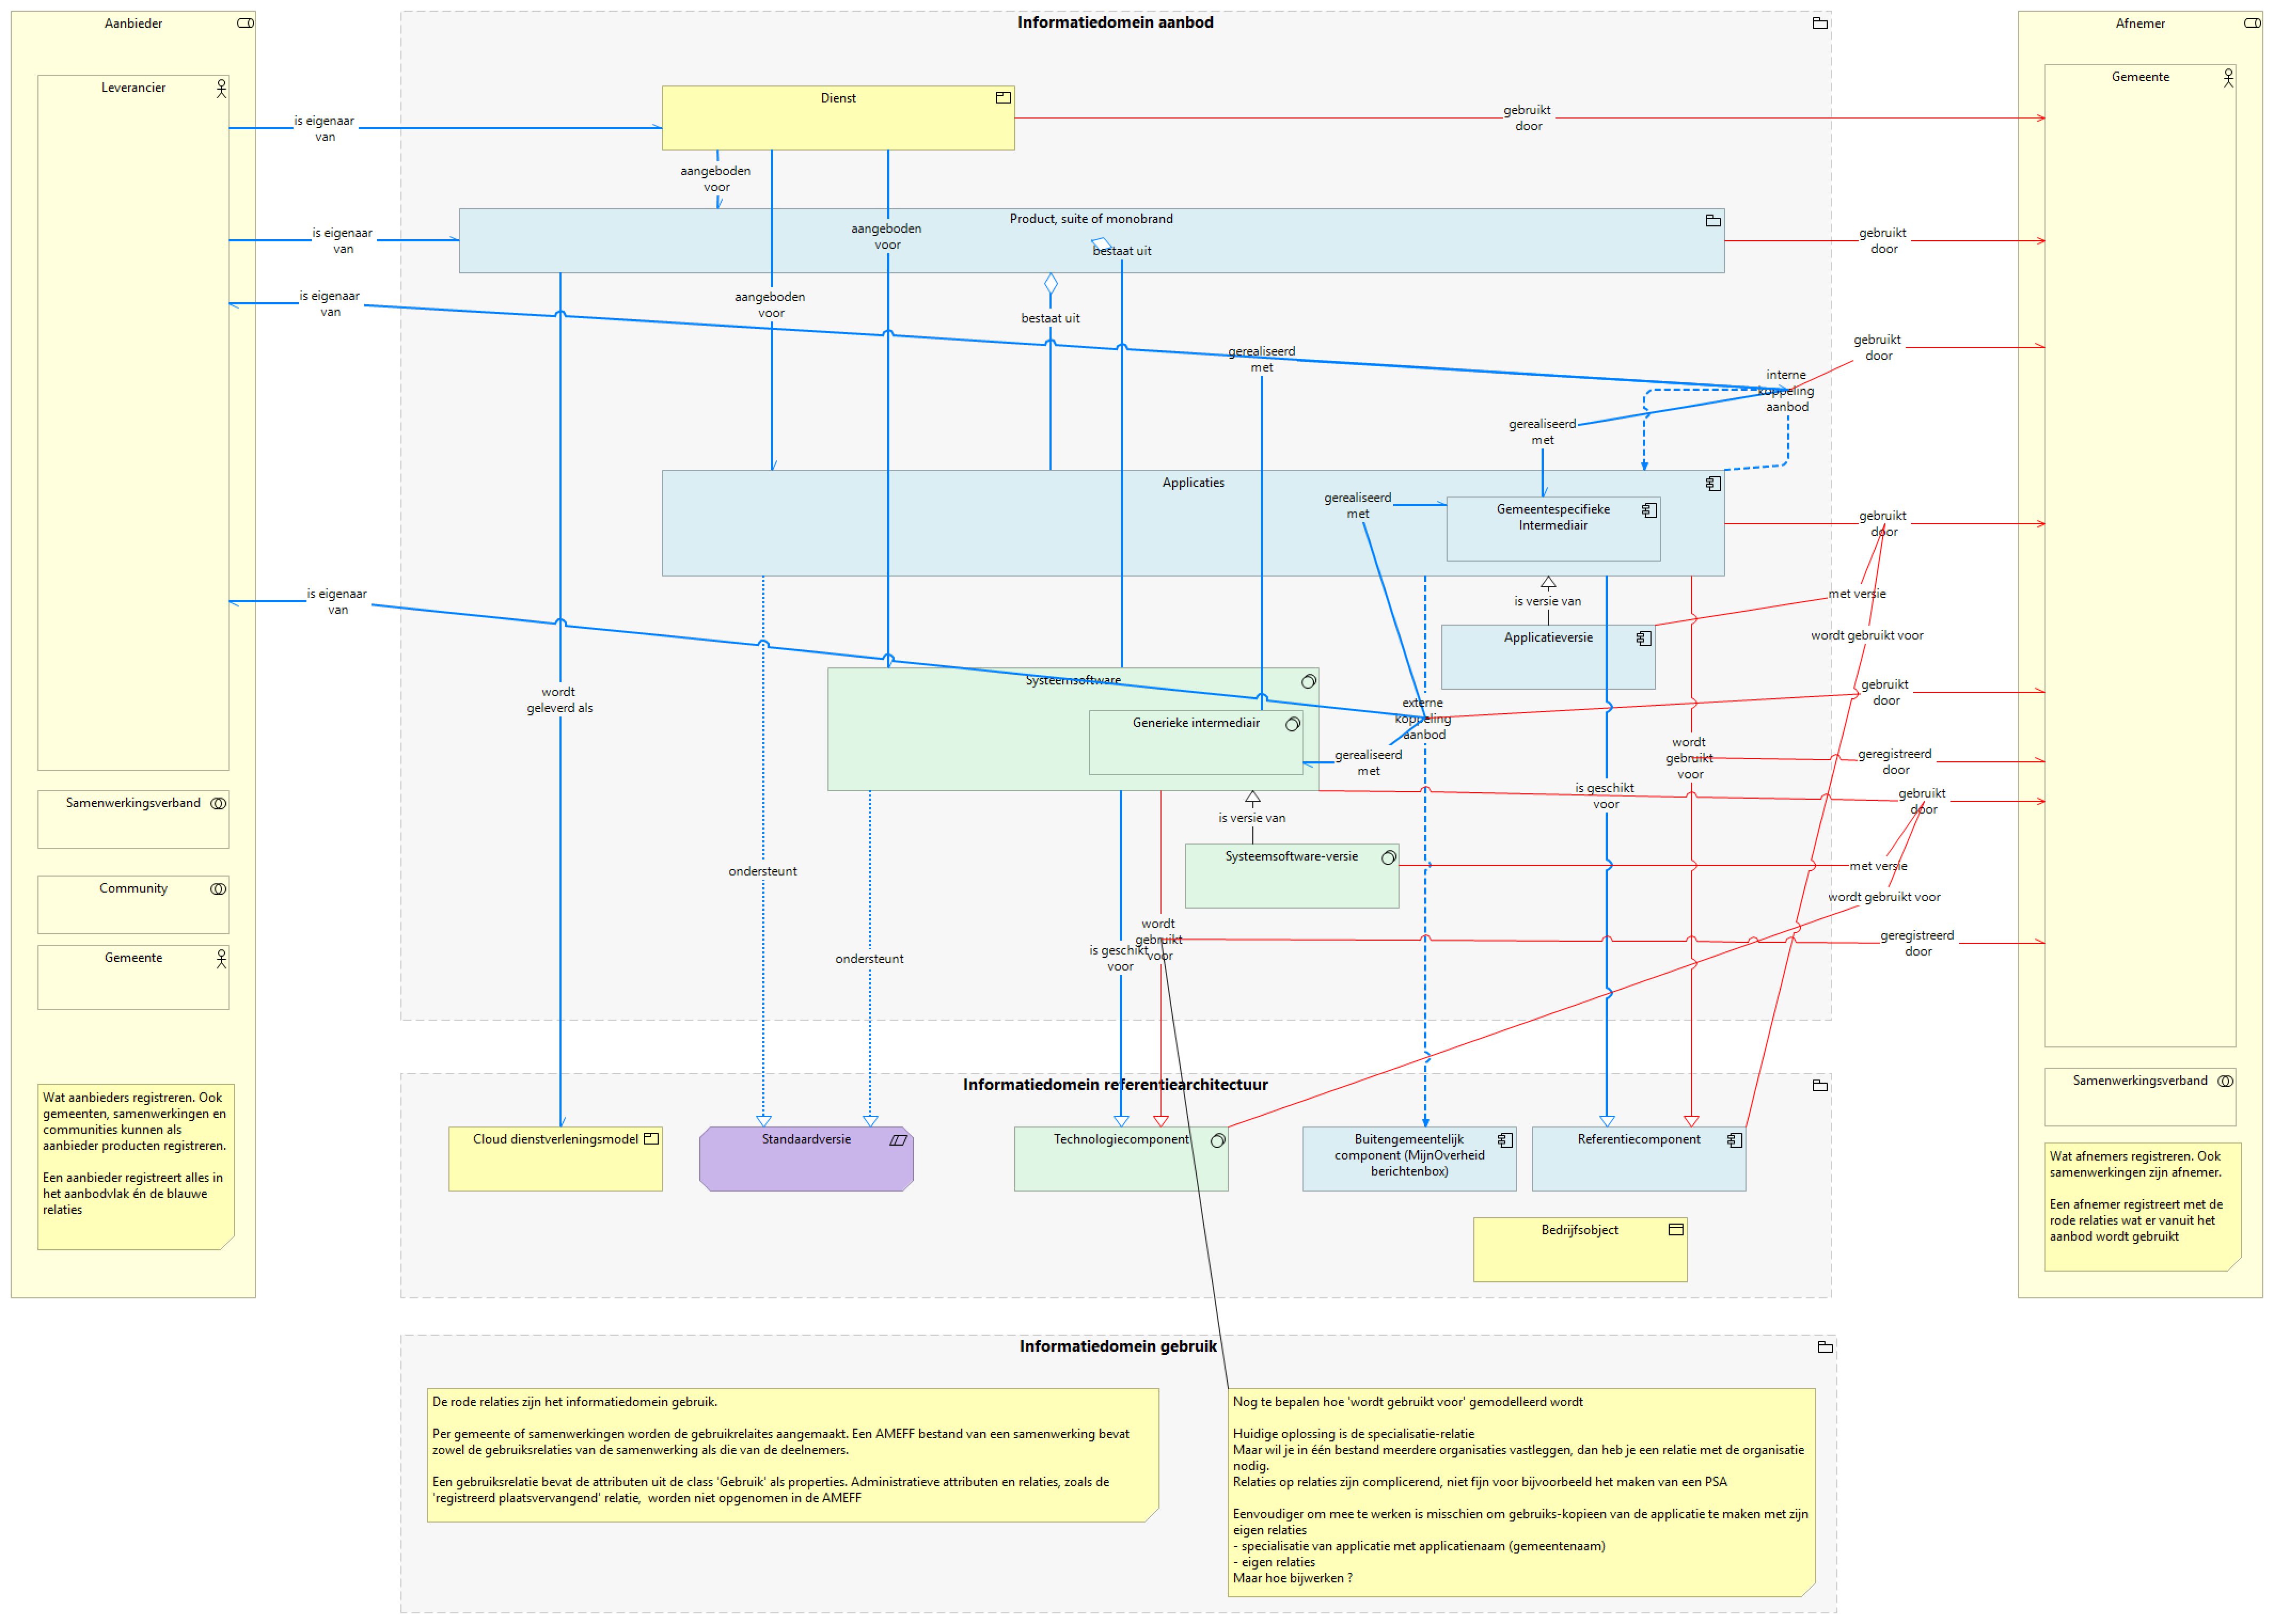 Aanbieder
Leverancier
Samenwerkingsverband
Community
Gemeente
Wat aanbieders registreren. Ook
gemeenten, samenwerkingen en
communities kunnen als
aanbieder producten registreren.
Een aanbieder registreert alles in
het aanbodvlak én de blauwe
relaties
is eigenaar
van
is eigenaar
van
is eigenaar
van
is eigenaar
van
Informatiedomein aanbod
Dienst
aangeboden
voor
Product, suite of monobrand
aangeboden
voor
bestaat uit
aangeboden
voor
bestaat uit
gerealiseerd
met
interne
koppeling
aanbod
gerealiseerd
met
Applicaties
gerealiseerd
met
Gemeentespecifieke
Intermediair
is versie van
Applicatieversie
Systeemsoftware
Generieke intermediair
wordt
geleverd als
externe
koppeling
aanbod
gerealiseerd
met
wordt
gebruikt
voor
is geschikt
voor
is versie van
Systeemsoftware-versie
ondersteunt
ondersteunt
wordt
gebruikt
voor
is geschikt
voor
gebruikt
door
gebruikt
door
gebruikt
door
gebruikt
door
met versie
wordt gebruikt voor
gebruikt
door
geregistreerd
door
gebruikt
door
met versie
wordt gebruikt voor
geregistreerd
door
Afnemer
Gemeente
Samenwerkingsverband
Wat afnemers registreren. Ook
samenwerkingen zijn afnemer.
Een afnemer registreert met de
rode relaties wat er vanuit het
aanbod wordt gebruikt
Informatiedomein referentiearchitectuur
Cloud dienstverleningsmodel
Standaardversie
Technologiecomponent
Buitengemeentelijk
component (MijnOverheid
berichtenbox)
Referentiecomponent
Bedrijfsobject
Informatiedomein gebruik
De rode relaties zijn het informatiedomein gebruik.
Per gemeente of samenwerkingen worden de gebruikrelaites aangemaakt. Een AMEFF bestand van een samenwerking bevat
zowel de gebruiksrelaties van de samenwerking als die van de deelnemers.
Een gebruiksrelatie bevat de attributen uit de class 'Gebruik' als properties. Administratieve attributen en relaties, zoals de
'registreerd plaatsvervangend' relatie,  worden niet opgenomen in de AMEFF
Nog te bepalen hoe 'wordt gebruikt voor' gemodelleerd wordt
Huidige oplossing is de specialisatie-relatie
Maar wil je in één bestand meerdere organisaties vastleggen, dan heb je een relatie met de organisatie
nodig.
Relaties op relaties zijn complicerend, niet fijn voor bijvoorbeeld het maken van een PSA
Eenvoudiger om mee te werken is misschien om gebruiks-kopieen van de applicatie te maken met zijn
eigen relaties
- specialisatie van applicatie met applicatienaam (gemeentenaam)
- eigen relaties
Maar hoe bijwerken ?